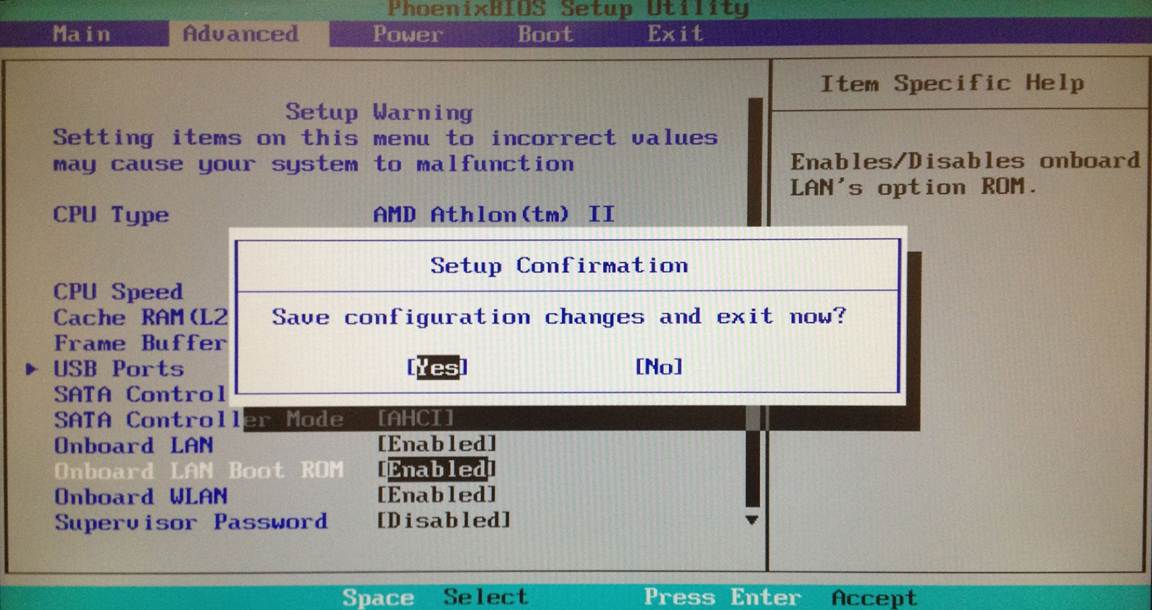 PhoenixBIOS Setup Utility
Main Advanced Power Boot Exit
Setup Warning
Setting items on this menu to incorrect values
may cause your system to malfunction
CPU Type AMD Athlon(tm) II
CPU Speed
Cache RAM(L2
Frame Buffer
USB Ports
SATA Control
SATA Controller Mode [AHCI]
Onboard LAN [Enabled]
Onboard LAN Boot ROM [Enabled]
Onboard WLAN [Enabled]
Supervisor Password [Disabled]
Item Specific Help
Enables/Disables onboard
LAN's option ROM.
Setup Confirmation
Save configuration changes and exit now?
[Yes] [No]
Space Select Press Enter Accept